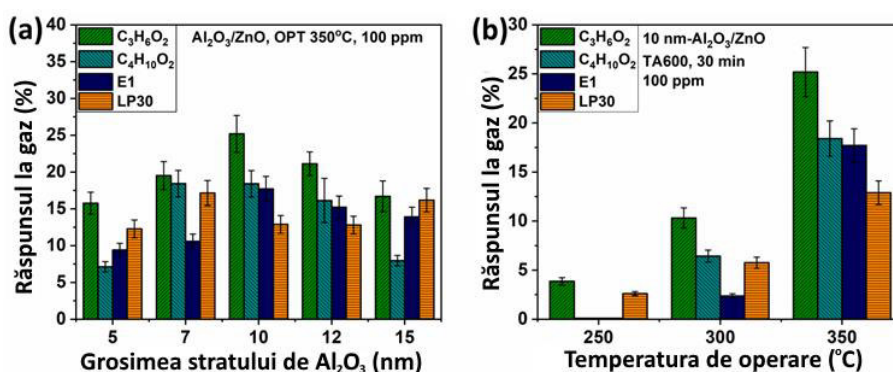 (a)
C₃H₆O₂
C₄H₁₀O₂
E1
LP30
Al₂O₃/ZnO, OPT 350°C, 100 ppm
Răspunsul la gaz (%)
40
35
30
25
20
15
10
5
0
5 7 10 12 15
Grosimea stratului de Al₂O₃ (nm)
(b)
C₃H₆O₂
C₄H₁₀O₂
E1
LP30
10 nm-Al₂O₃/ZnO
TA600, 30 min
100 ppm
Răspunsul la gaz (%)
30
25
20
15
10
5
0
250 300 350
Temperatura de operare (°C)